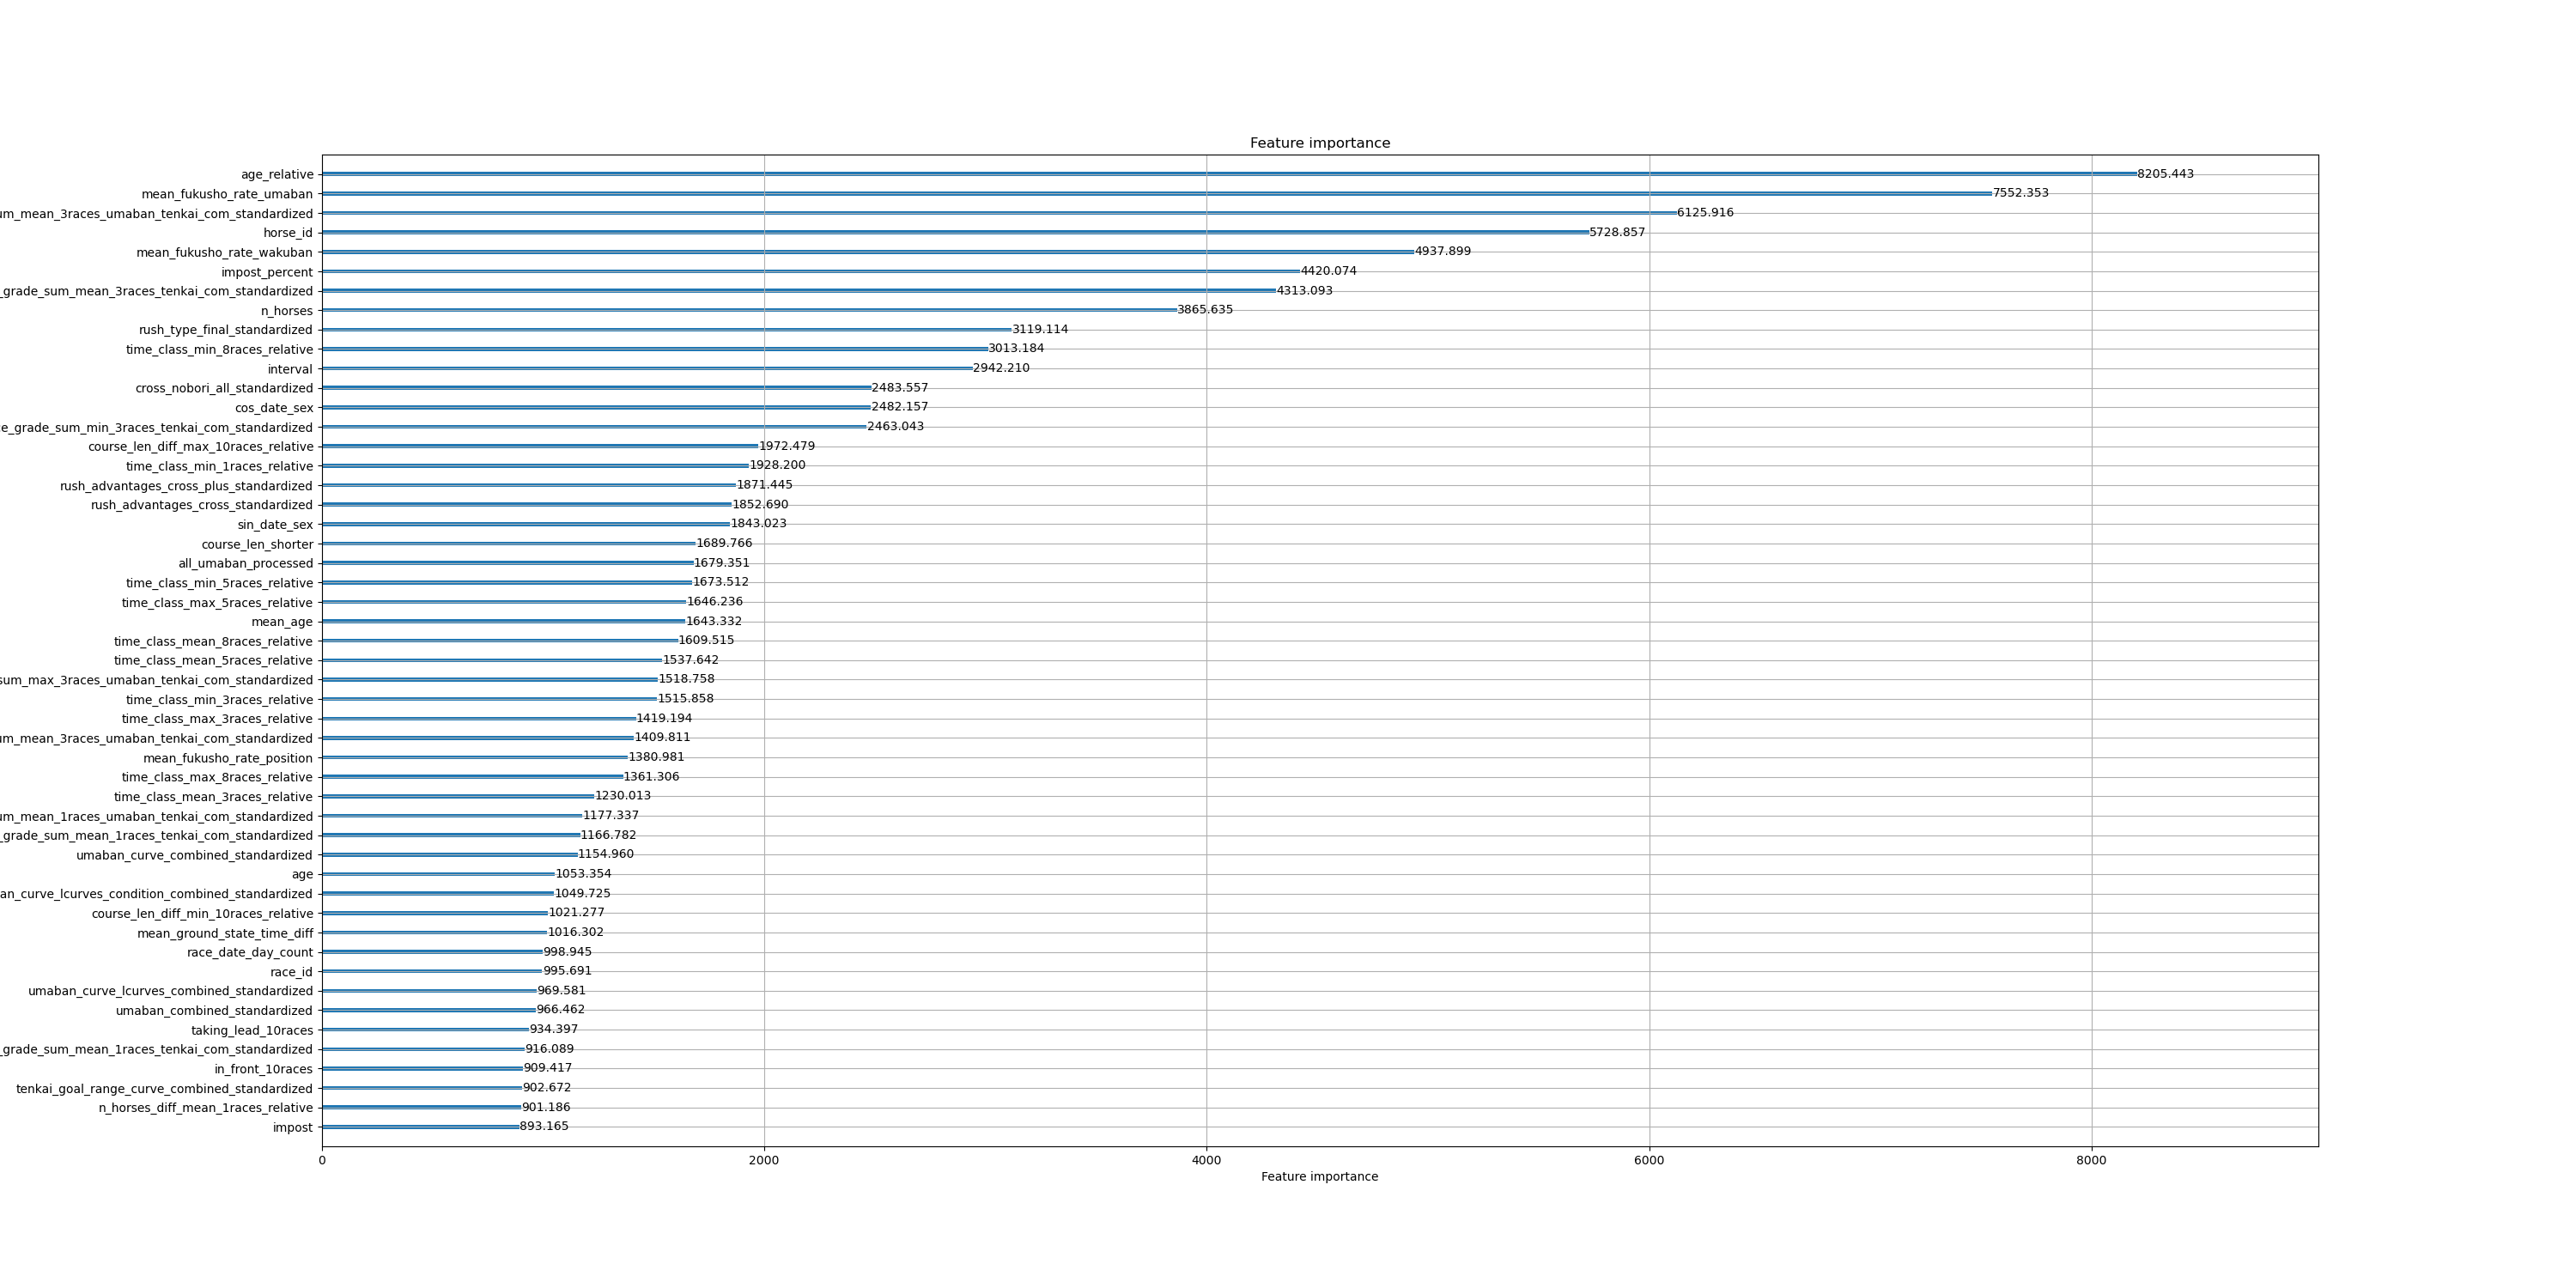 Feature importance
age_relative 8205.443
mean_fukusho_rate_umaban 7552.353
um_mean_3races_umaban_tenkai_com_standardized 6125.916
horse_id 5728.857
mean_fukusho_rate_wakuban 4937.899
impost_percent 4420.074
_grade_sum_mean_3races_tenkai_com_standardized 4313.093
n_horses 3865.635
rush_type_final_standardized 3119.114
time_class_min_8races_relative 3013.184
interval 2942.210
cross_nobori_all_standardized 2483.557
cos_date_sex 2482.157
e_grade_sum_min_3races_tenkai_com_standardized 2463.043
course_len_diff_max_10races_relative 1972.479
time_class_min_1races_relative 1928.200
rush_advantages_cross_plus_standardized 1871.445
rush_advantages_cross_standardized 1852.690
sin_date_sex 1843.023
course_len_shorter 1689.766
all_umaban_processed 1679.351
time_class_min_5races_relative 1673.512
time_class_max_5races_relative 1646.236
mean_age 1643.332
time_class_mean_8races_relative 1609.515
time_class_mean_5races_relative 1537.642
sum_max_3races_umaban_tenkai_com_standardized 1518.758
time_class_min_3races_relative 1515.858
time_class_max_3races_relative 1419.194
um_mean_3races_umaban_tenkai_com_standardized 1409.811
mean_fukusho_rate_position 1380.981
time_class_max_8races_relative 1361.306
time_class_mean_3races_relative 1230.013
um_mean_1races_umaban_tenkai_com_standardized 1177.337
_grade_sum_mean_1races_tenkai_com_standardized 1166.782
umaban_curve_combined_standardized 1154.960
age 1053.354
an_curve_lcurves_condition_combined_standardized 1049.725
course_len_diff_min_10races_relative 1021.277
mean_ground_state_time_diff 1016.302
race_date_day_count 998.945
race_id 995.691
umaban_curve_lcurves_combined_standardized 969.581
umaban_combined_standardized 966.462
taking_lead_10races 934.397
_grade_sum_mean_1races_tenkai_com_standardized 916.089
in_front_10races 909.417
tenkai_goal_range_curve_combined_standardized 902.672
n_horses_diff_mean_1races_relative 901.186
impost 893.165
0 2000 4000 6000 8000
Feature importance